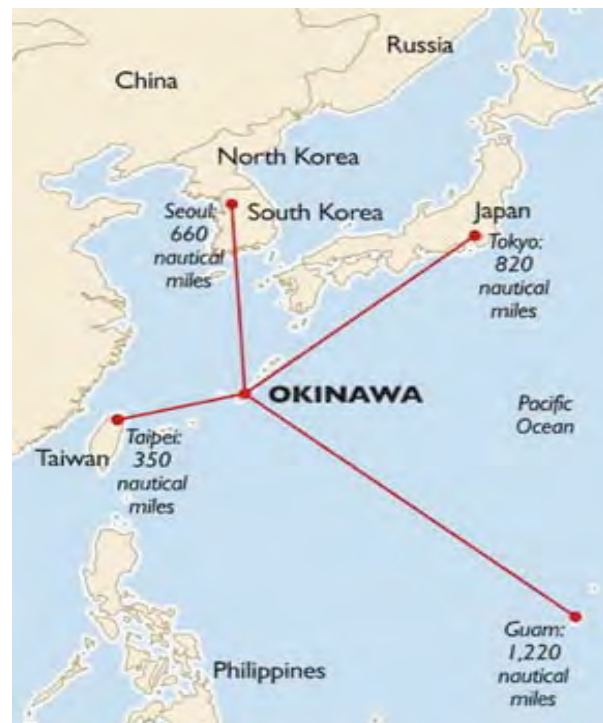 Russia
China
North Korea
Seoul:
660
nautical
miles
South Korea
Japan
Tokyo:
820
nautical
miles
OKINAWA
Pacific
Ocean
Taiwan
Taipei:
350
nautical
miles
Guam:
1,220
nautical
miles
Philippines